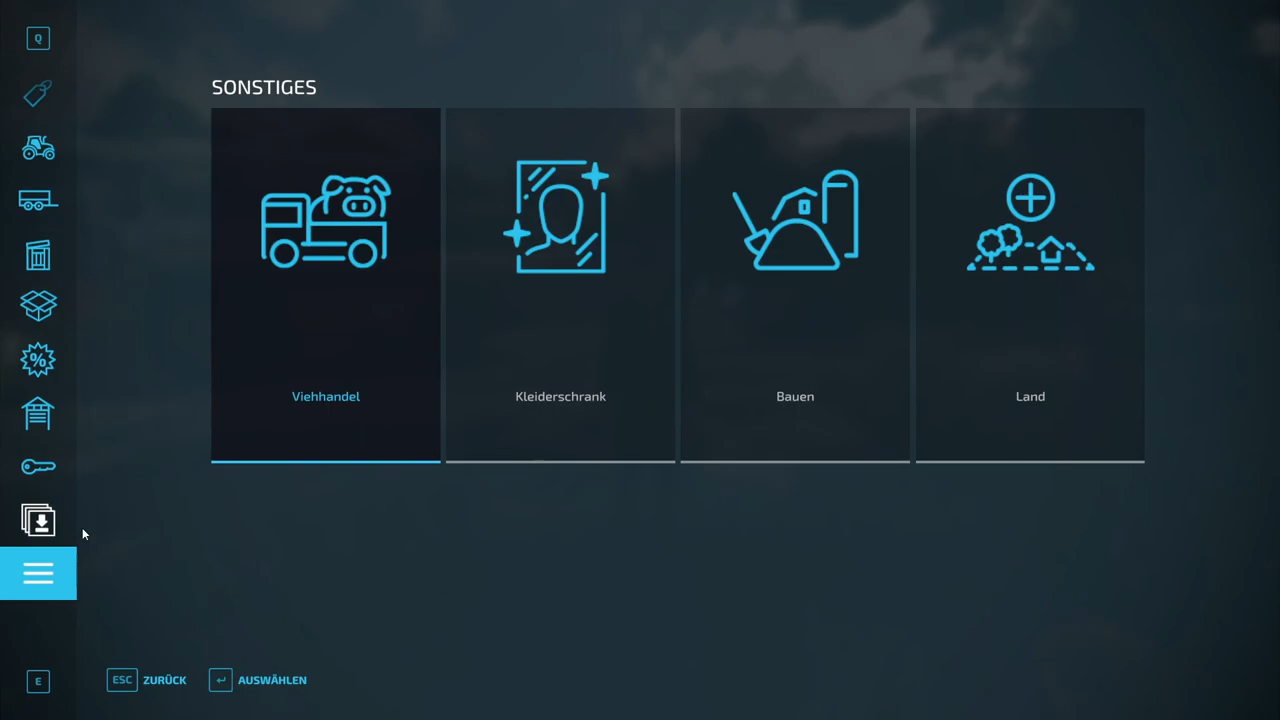 Q
SONSTIGES
%
Viehhandel
Kleiderschrank
Bauen
Land
E
ESC ZURÜCK
AUSWÄHLEN